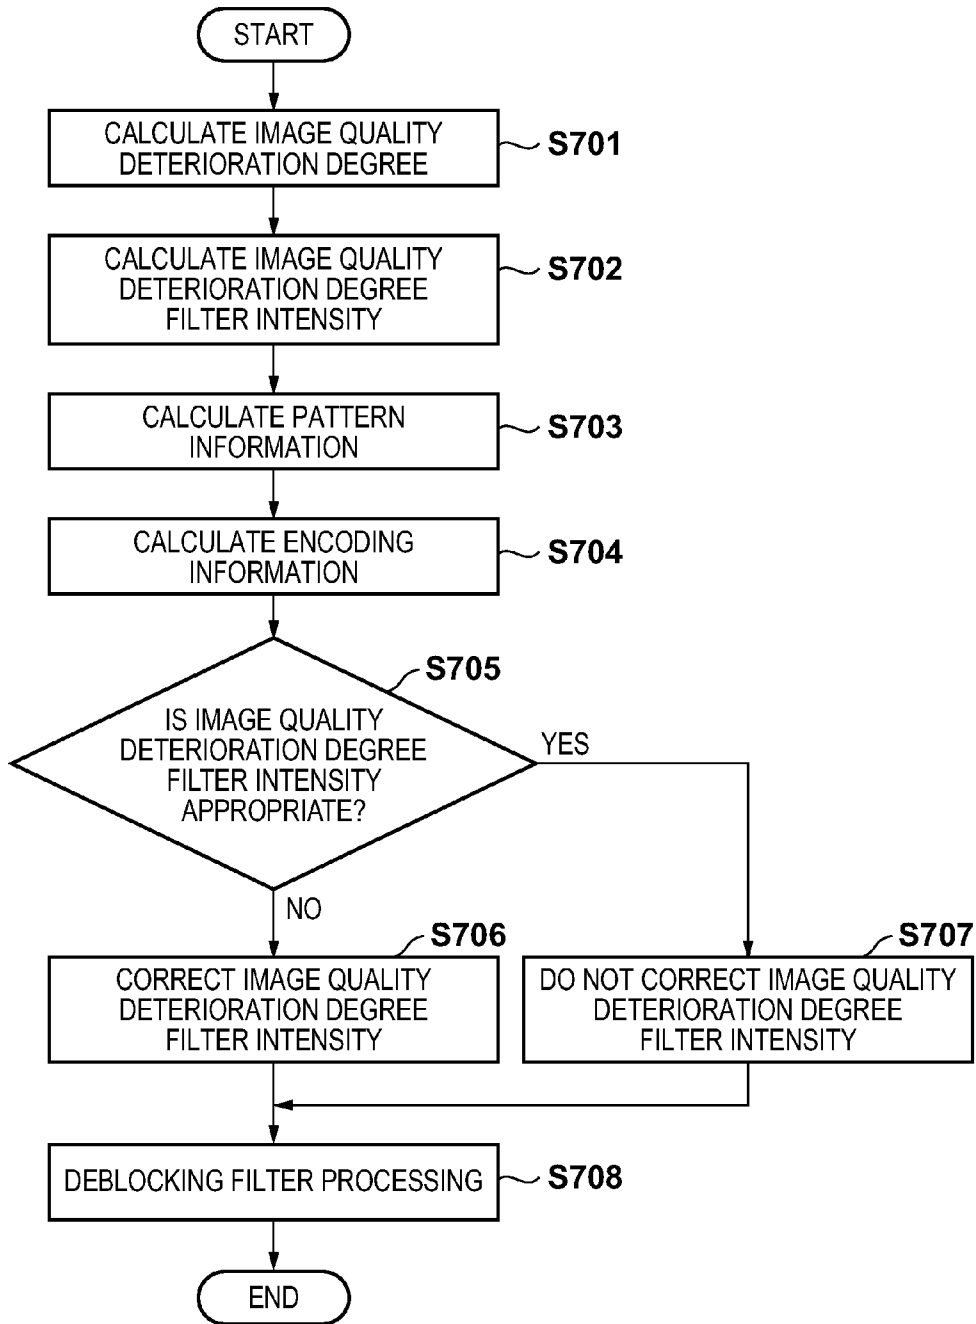 START
CALCULATE IMAGE QUALITY
DETERIORATION DEGREE
S701
CALCULATE IMAGE QUALITY
DETERIORATION DEGREE
FILTER INTENSITY
S702
CALCULATE PATTERN
INFORMATION
S703
CALCULATE ENCODING
INFORMATION
S704
S705
IS IMAGE QUALITY
DETERIORATION DEGREE
FILTER INTENSITY
APPROPRIATE?
YES
NO
S706
CORRECT IMAGE QUALITY
DETERIORATION DEGREE
FILTER INTENSITY
S707
DO NOT CORRECT IMAGE QUALITY
DETERIORATION DEGREE
FILTER INTENSITY
DEBLOCKING FILTER PROCESSING
S708
END